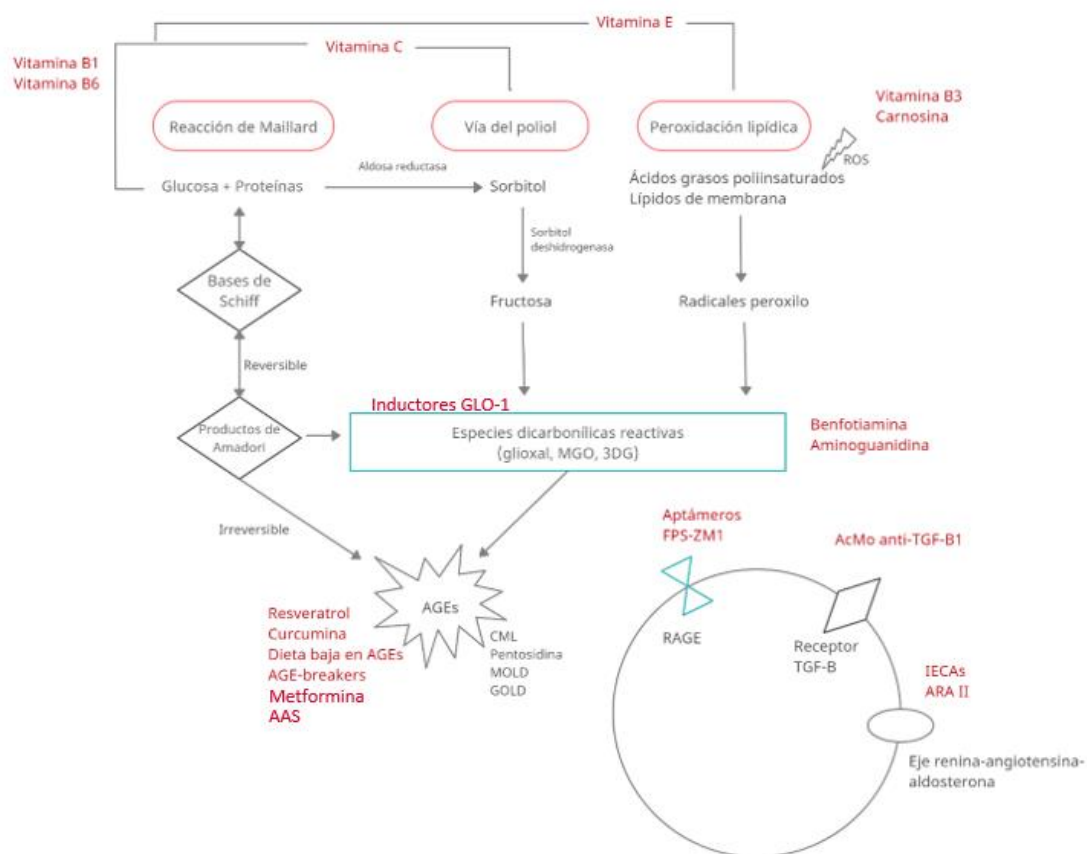 Vitamina E
Vitamina C
Vitamina B1
Vitamina B6
Vitamina B3
Carnosina
Reacción de Maillard
Vía del poliol
Peroxidación lipídica
ROS
Aldosa reductasa
Glucosa + Proteínas
Sorbitol
Ácidos grasos poliinsaturados
Lípidos de membrana
Sorbitol
deshidrogenasa
Bases de
Schiff
Fructosa
Radicales peroxilo
Reversible
Inductores GLO-1
Productos de
Amadori
Especies dicarbonílicas reactivas
(glioxal, MGO, 3DG)
Benfotiamina
Aminoguanidina
Irreversible
Aptámeros
FPS-ZM1
AcMo anti-TGF-B1
AGEs
Resveratrol
Curcumina
Dieta baja en AGEs
AGE-breakers
Metformina
AAS
CML
Pentosidina
MOLD
GOLD
RAGE
Receptor
TGF-B
IECAs
ARA II
Eje renina-angiotensina-
aldosterona